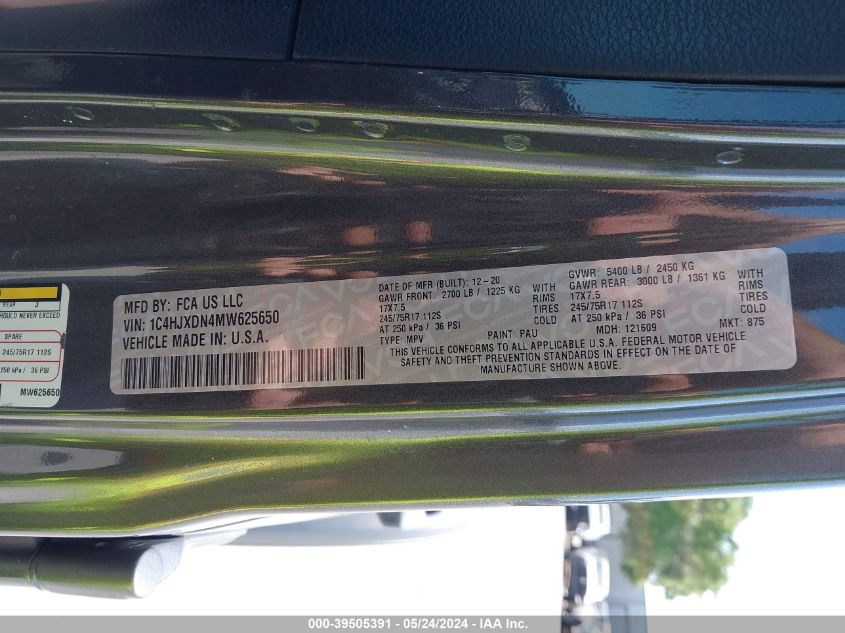 REAR 3
SHOULD NEVER EXCEED
SPARE
245/75R17 112S
250 kPa / 36 PSI
MW625650
MFD BY: FCA US LLC
VIN: 1C4HJXDN4MW625650
VEHICLE MADE IN: U.S.A.
DATE OF MFR (BUILT): 12-20
GAWR FRONT: 2700 LB / 1225 KG WITH
17X7.5 RIMS
245/75R17 112S TIRES
AT 250 kPa / 36 PSI COLD
TYPE: MPV
GVWR: 5400 LB / 2450 KG
GAWR REAR: 3000 LB / 1361 KG WITH
17X7.5 RIMS
245/75R17 112S TIRES
AT 250 kPa / 36 PSI COLD
PAINT: PAU MDH: 121609 MKT: 875
THIS VEHICLE CONFORMS TO ALL APPLICABLE U.S.A. FEDERAL MOTOR VEHICLE
SAFETY AND THEFT PREVENTION STANDARDS IN EFFECT ON THE DATE OF
MANUFACTURE SHOWN ABOVE.
000-39505391 - 05/24/2024 - IAA Inc.